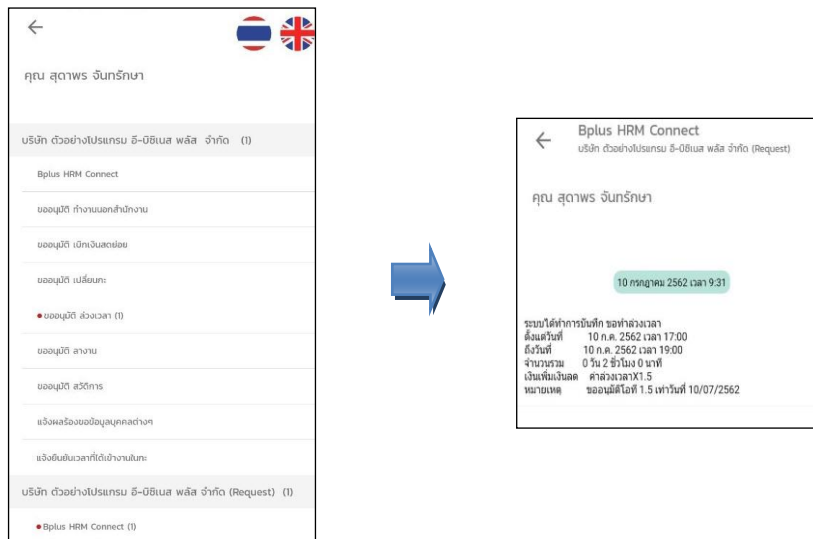 คุณ สุดาพร จันทรักษา
บริษัท ตัวอย่างโปรแกรม อี-บิซิเนส พลัส จำกัด (1)
Bplus HRM Connect
ขออนุมัติ ทำงานนอกสำนักงาน
ขออนุมัติ เบิกเงินสดย่อย
ขออนุมัติ เปลี่ยนกะ
ขออนุมัติ ล่วงเวลา (1)
ขออนุมัติ ลางาน
ขออนุมัติ สวัติการ
แจ้งผลร้องขอข้อมูลบุคคลต่างๆ
แจ้งยืนยันเวลาที่ได้เข้างานในกะ
บริษัท ตัวอย่างโปรแกรม อี-บิซิเนส พลัส จำกัด (Request) (1)
Bplus HRM Connect (1)
Bplus HRM Connect
บริษัท ตัวอย่างโปรแกรม อี-บิซิเนส พลัส จำกัด (Request)
คุณ สุดาพร จันทรักษา
10 กรกฎาคม 2562 เวลา 9:31
ระบบได้ทำการบันทึก ขอทำล่วงเวลา
ตั้งแต่วันที่ 10 ก.ค. 2562 เวลา 17:00
ถึงวันที่ 10 ก.ค. 2562 เวลา 19:00
จำนวนรวม 0 วัน 2 ชั่วโมง 0 นาที
เงินเพิ่มเงินลด ค่าล่วงเวลาX1.5
หมายเหตุ ขออนุมัติโอที 1.5 เท่าวันที่ 10/07/2562